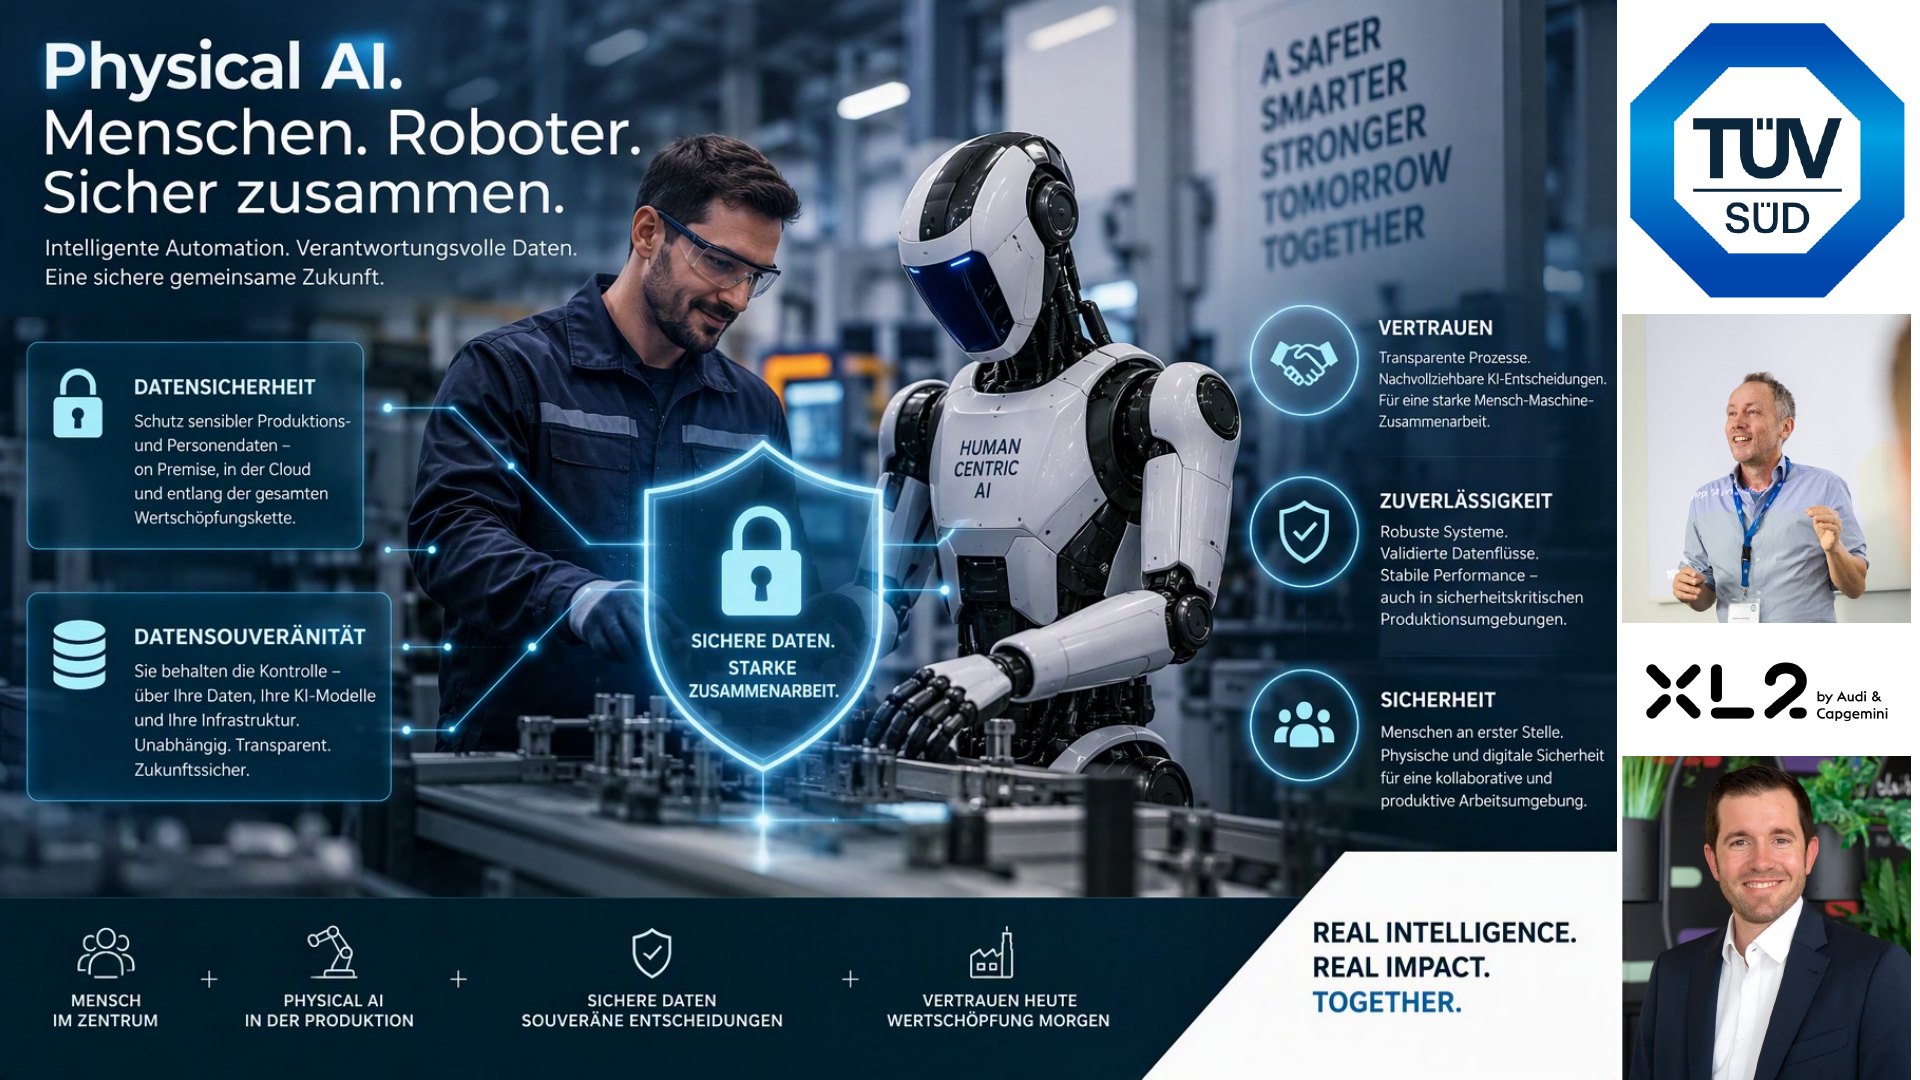 Physical AI.
Menschen. Roboter.
Sicher zusammen.
Intelligente Automation. Verantwortungsvolle Daten.
Eine sichere gemeinsame Zukunft.
A SAFER
SMARTER
STRONGER
TOMORROW
TOGETHER
DATENSICHERHEIT
Schutz sensibler Produktions-
und Personendaten –
on Premise, in der Cloud
und entlang der gesamten
Wertschöpfungskette.
DATENSOUVERÄNITÄT
Sie behalten die Kontrolle –
über Ihre Daten, Ihre KI-Modelle
und Ihre Infrastruktur.
Unabhängig. Transparent.
Zukunftssicher.
HUMAN
CENTRIC
AI
SICHERE DATEN.
STARKE
ZUSAMMENARBEIT.
VERTRAUEN
Transparente Prozesse.
Nachvollziehbare KI-Entscheidungen.
Für eine starke Mensch-Maschine-
Zusammenarbeit.
ZUVERLÄSSIGKEIT
Robuste Systeme.
Validierte Datenflüsse.
Stabile Performance –
auch in sicherheitskritischen
Produktionsumgebungen.
SICHERHEIT
Menschen an erster Stelle.
Physische und digitale Sicherheit
für eine kollaborative und
produktive Arbeitsumgebung.
MENSCH
IM ZENTRUM
+
PHYSICAL AI
IN DER PRODUKTION
+
SICHERE DATEN
SOUVERÄNE ENTSCHEIDUNGEN
+
VERTRAUEN HEUTE
WERTSCHÖPFUNG MORGEN
REAL INTELLIGENCE.
REAL IMPACT.
TOGETHER.
TÜV
SÜD
XL2
by Audi &
Capgemini